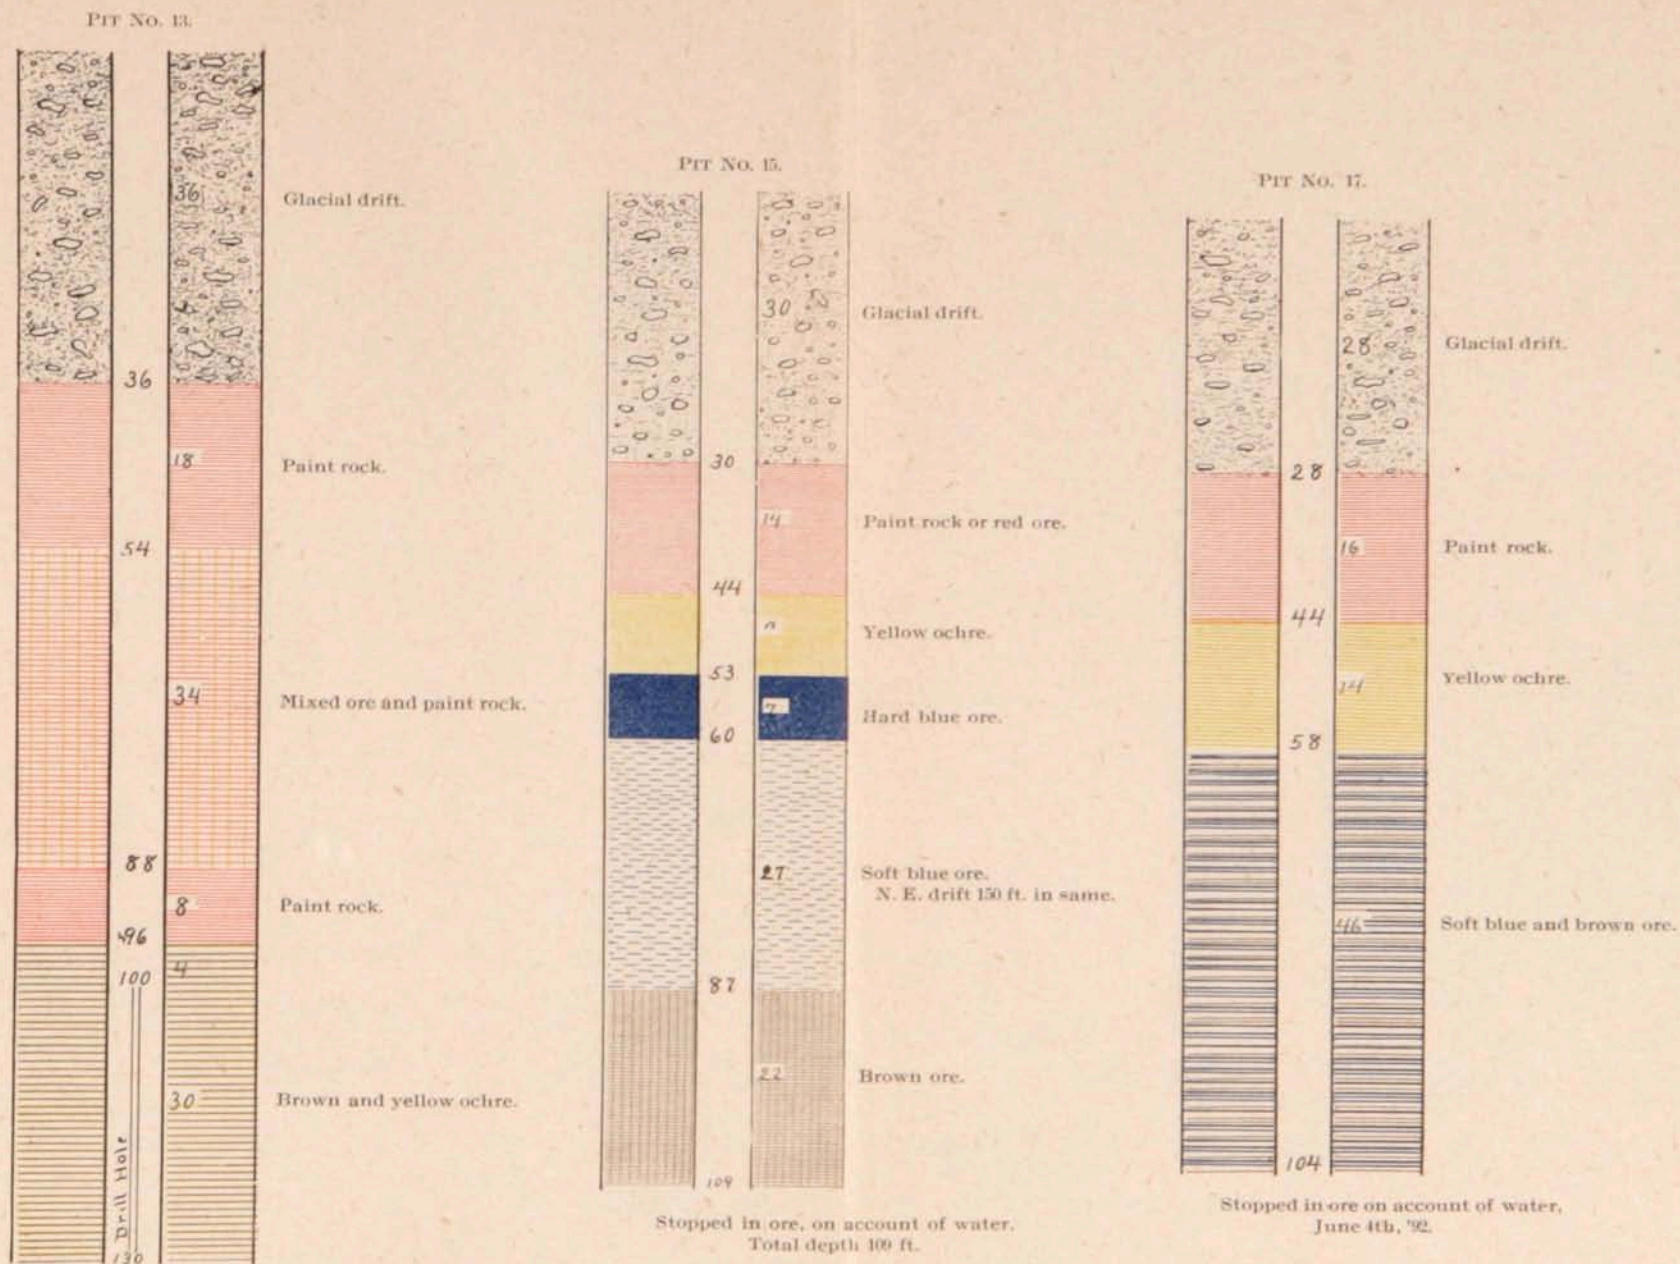 PIT No. 13.
36
Glacial drift.
36
18
Paint rock.
54
34
Mixed ore and paint rock.
88
8
Paint rock.
96
4
100
30
Brown and yellow ochre.
Drill Hole
130
PIT No. 15.
30
Glacial drift.
30
14
Paint rock or red ore.
44
Yellow ochre.
53
7
Hard blue ore.
60
27
Soft blue ore.
N. E. drift 150 ft. in same.
87
22
Brown ore.
109
Stopped in ore, on account of water.
Total depth 109 ft.
PIT No. 17.
28
Glacial drift.
28
16
Paint rock.
44
14
Yellow ochre.
58
46
Soft blue and brown ore.
104
Stopped in ore on account of water,
June 4th, '92.